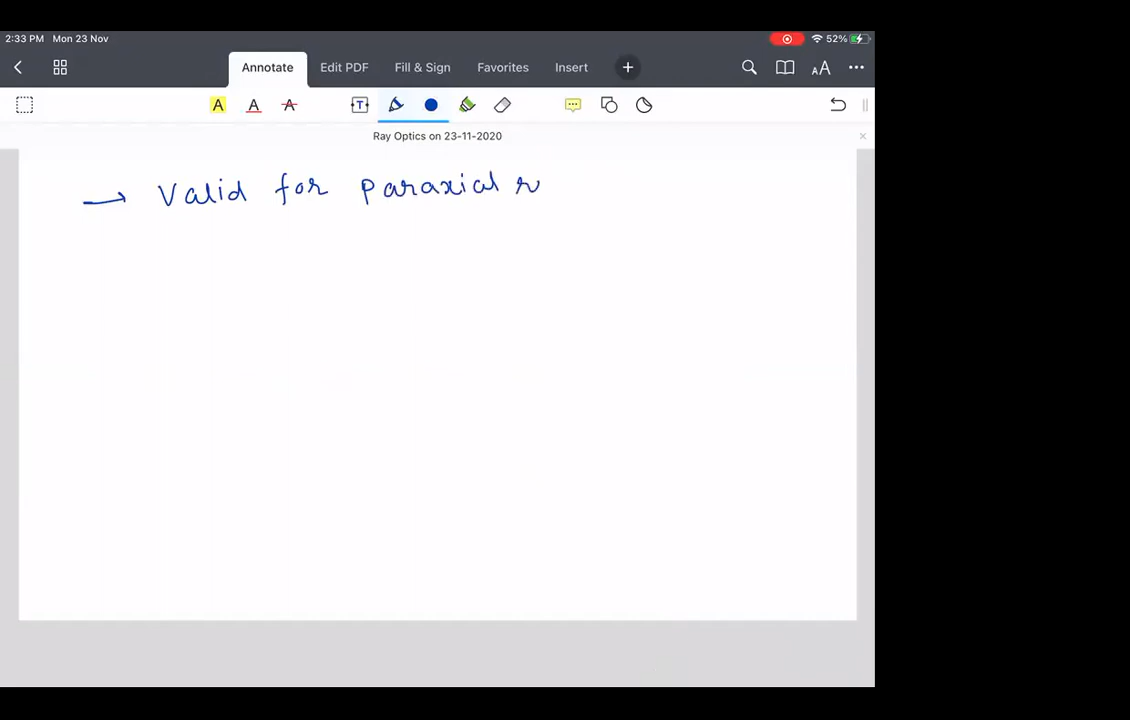 2:33 PM Mon 23 Nov 52%
Annotate Edit PDF Fill & Sign Favorites Insert
AA
A A A T
Ray Optics on 23-11-2020
→ Valid for paraxial r